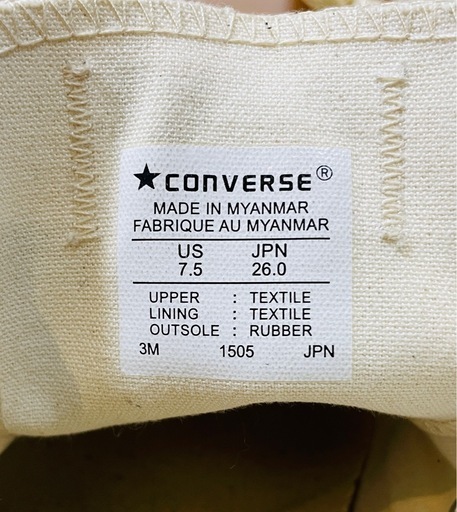 ★CONVERSE®
MADE IN MYANMAR
FABRIQUE AU MYANMAR
US JPN
7.5 26.0
UPPER : TEXTILE
LINING : TEXTILE
OUTSOLE : RUBBER
3M 1505 JPN